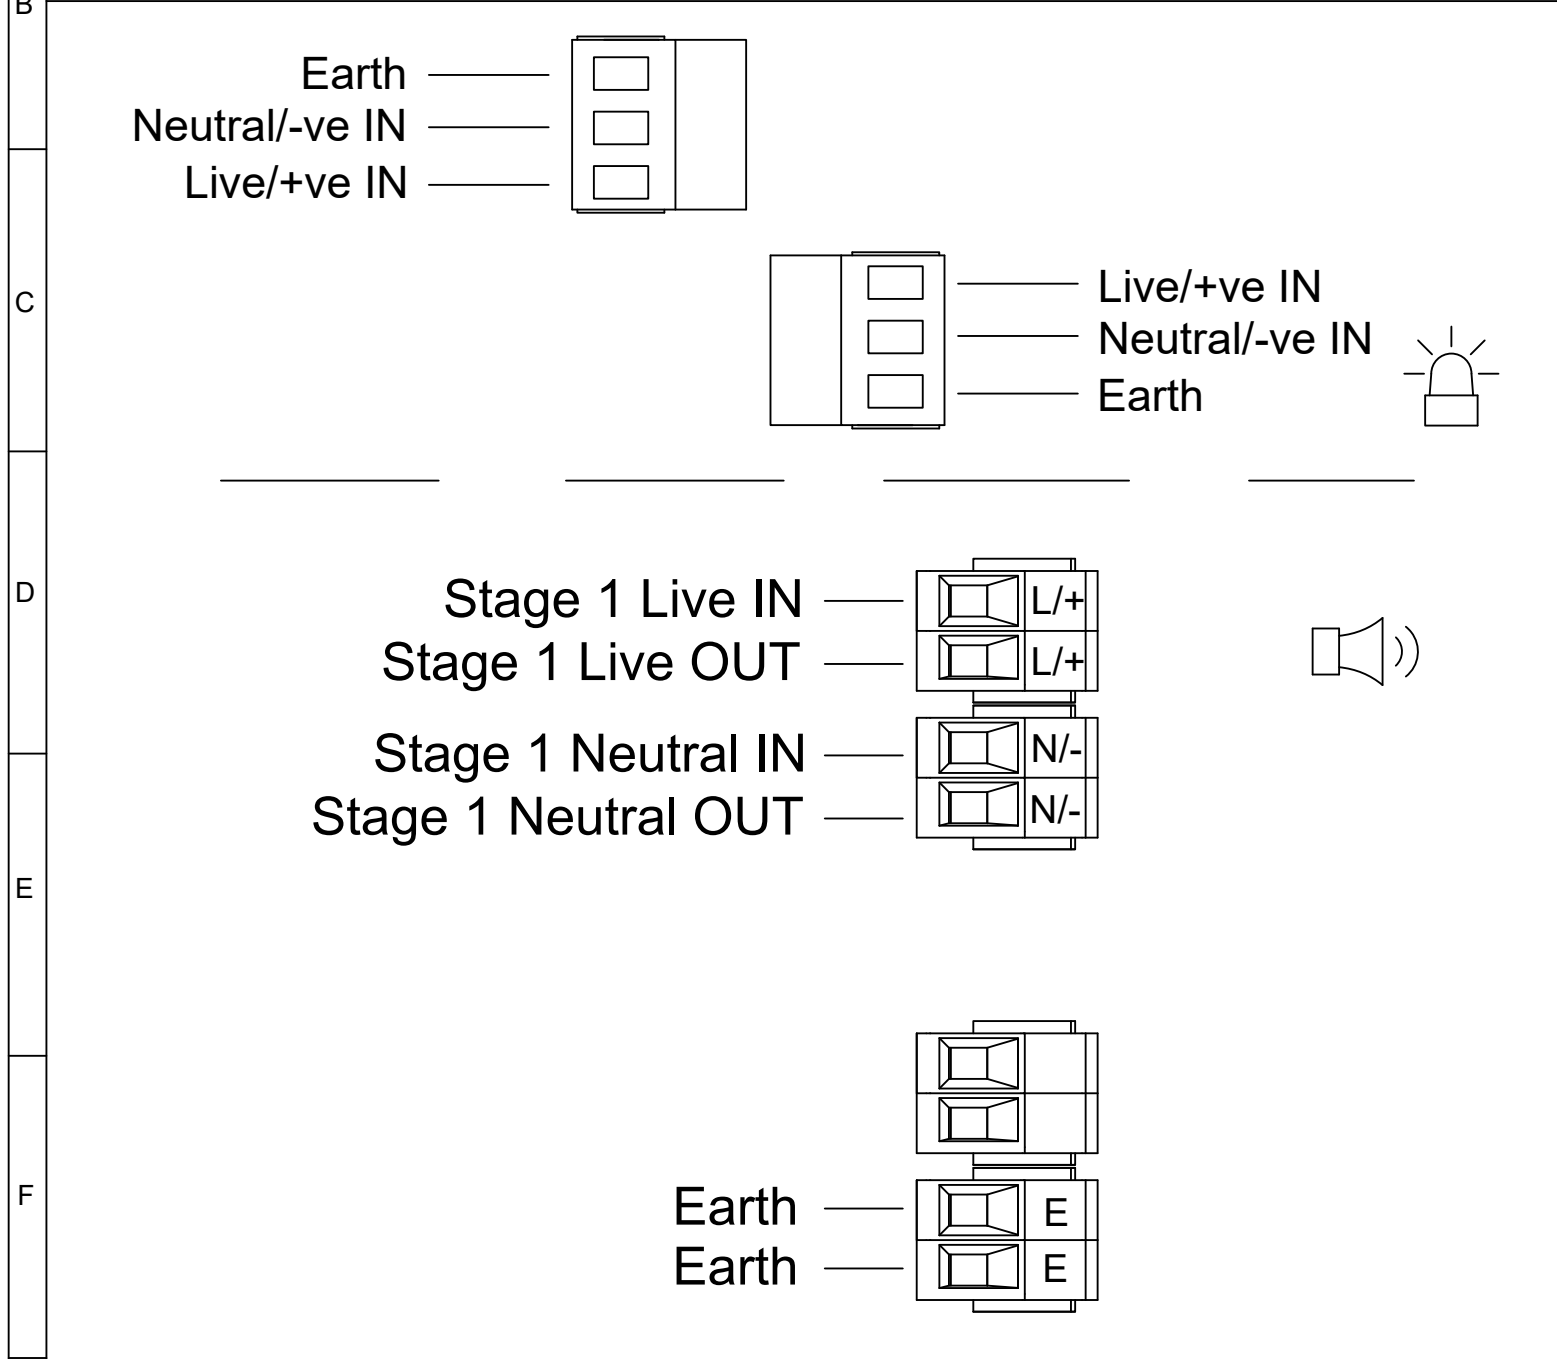 B
Earth
Neutral/-ve IN
Live/+ve IN
C
Live/+ve IN
Neutral/-ve IN
Earth
D
Stage 1 Live IN L/+
Stage 1 Live OUT L/+
Stage 1 Neutral IN N/-
Stage 1 Neutral OUT N/-
E
F
Earth E
Earth E